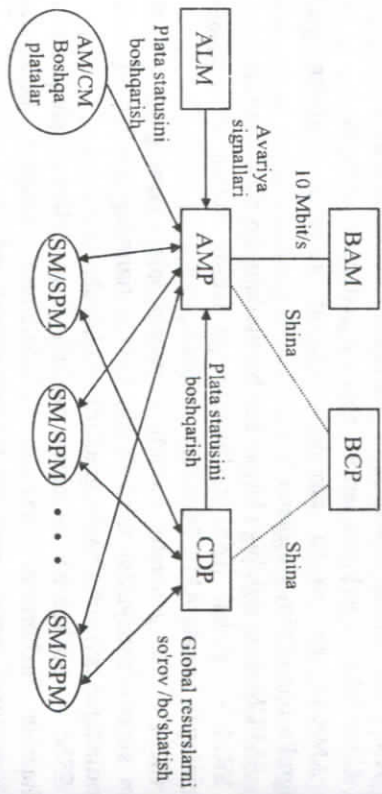 BAM
BCP
10 Mbit/s
Shina
Shina
ALM
Avariya
signallari
AMP
Plata statusini
boshqarish
CDP
Plata statusini
boshqarish
Global resurslarni
so'rov /bo'shatish
AM/CM
Boshqa
platalar
SM/SPM
SM/SPM
• • •
SM/SPM